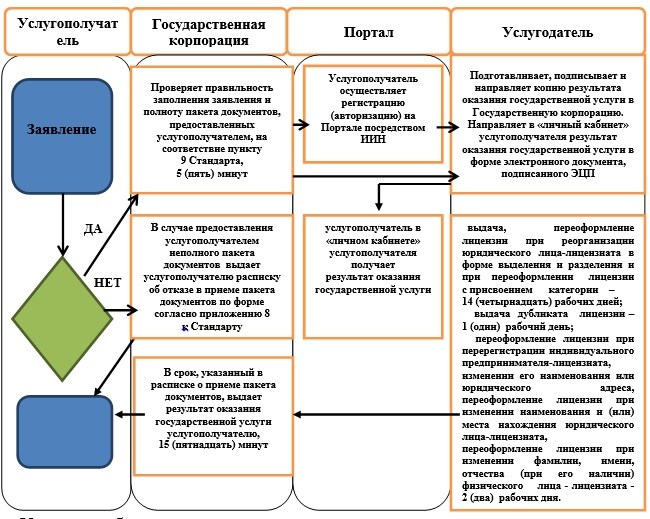 Услугополучат
ель
Государственная
корпорация
Портал
Услугодатель
Заявление
ДА
НЕТ
Проверяет правильность
заполнения заявления и
полноту пакета документов,
предоставленных
услугополучателем, на
соответствие пункту
9 Стандарта,
5 (пять) минут
Услугополучатель
осуществляет
регистрацию
(авторизацию) на
Портале посредством
ИИН
Подготавливает, подписывает и
направляет копию результата
оказания государственной услуги в
Государственную корпорацию.
Направляет в «личный кабинет»
услугополучателя результат
оказания государственной услуги в
форме электронного документа,
подписанного ЭЦП
В случае предоставления
услугополучателем
неполного пакета
документов выдает
услугополучателю расписку
об отказе в приеме пакета
документов по форме
согласно приложению 8
к Стандарту
услугополучатель в
«личном кабинете»
услугополучателя
получает
результат оказания
государственной услуги
выдача, переоформление
лицензии при реорганизации
юридического лица-лицензиата в
форме выделения и разделения и
при переоформлении лицензии
с присвоением категории –
14 (четырнадцать) рабочих дней;
выдача дубликата лицензии –
1 (один) рабочий день;
переоформление лицензии при
перерегистрации индивидуального
предпринимателя-лицензиата,
изменении его наименования или
юридического адреса,
переоформление лицензии при
изменении наименования и (или)
места нахождения юридического
лица-лицензиата,
переоформление лицензии при
изменении фамилии, имени,
отчества (при его наличии)
физического лица - лицензиата -
2 (два) рабочих дня.
В срок, указанный в
расписке о приеме пакета
документов, выдает
результат оказания
государственной услуги
услугополучателю,
15 (пятнадцать) минут